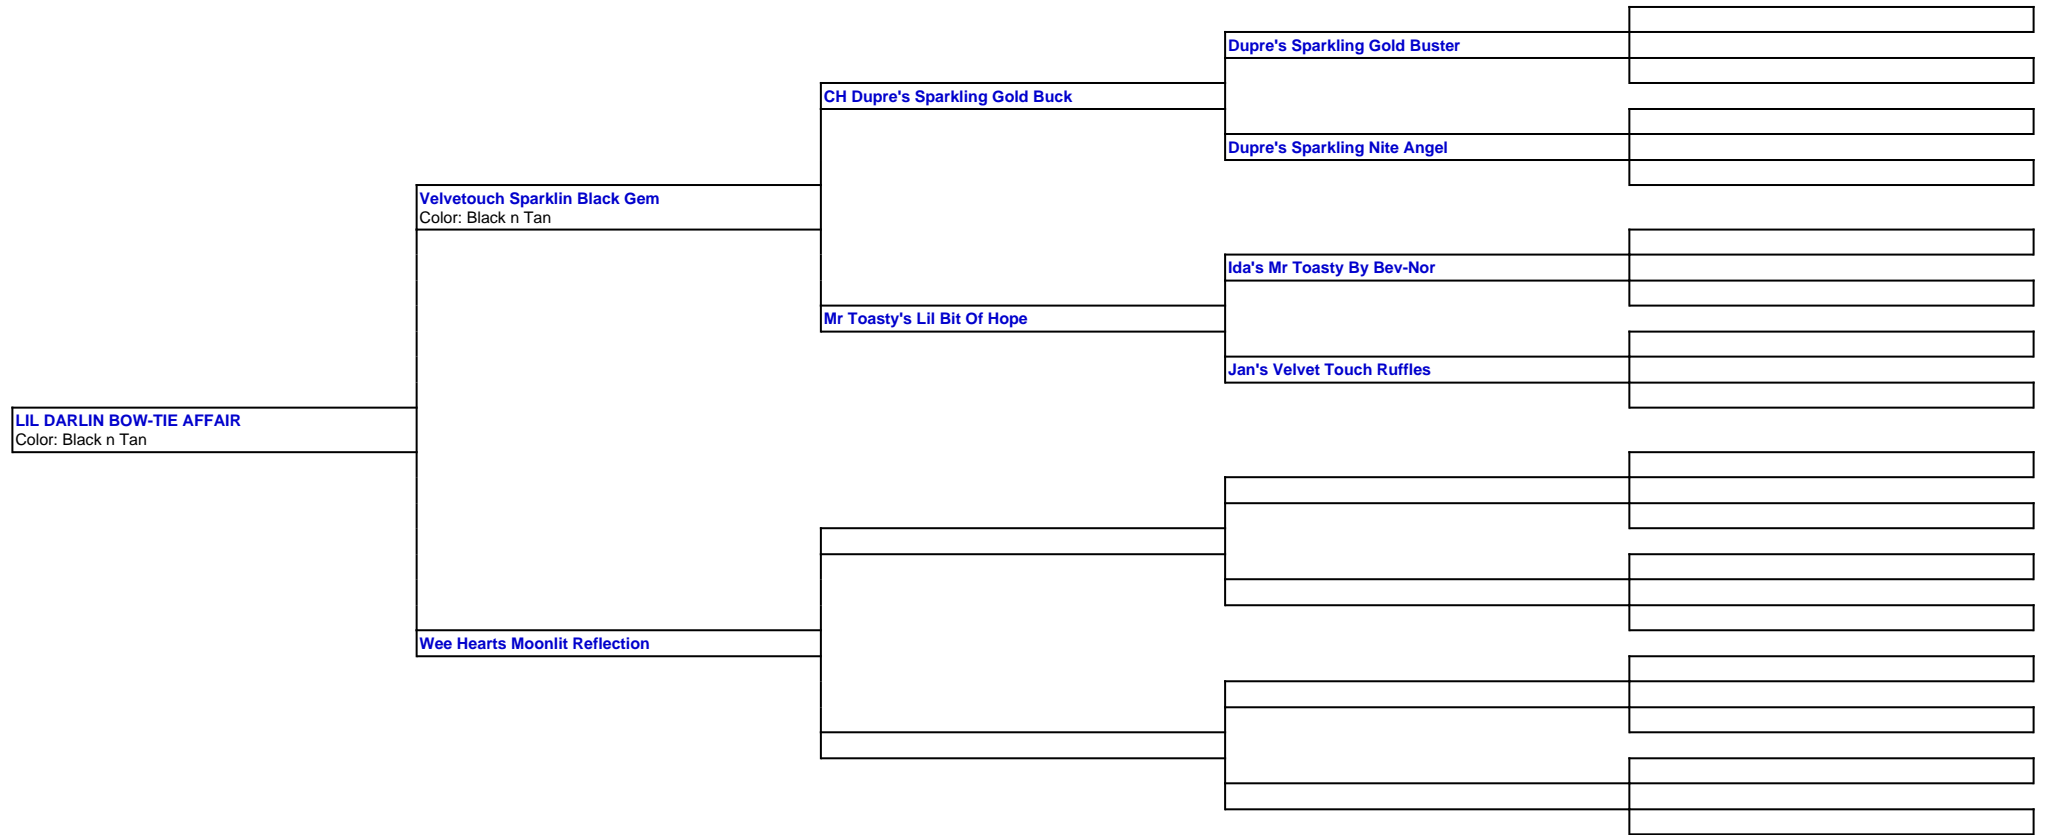 Dupre's Sparkling Gold Buster
CH Dupre's Sparkling Gold Buck
Dupre's Sparkling Nite Angel
Velvetouch Sparklin Black Gem
Color: Black n Tan
Ida's Mr Toasty By Bev-Nor
Mr Toasty's Lil Bit Of Hope
Jan's Velvet Touch Ruffles
LIL DARLIN BOW-TIE AFFAIR
Color: Black n Tan
Wee Hearts Moonlit Reflection